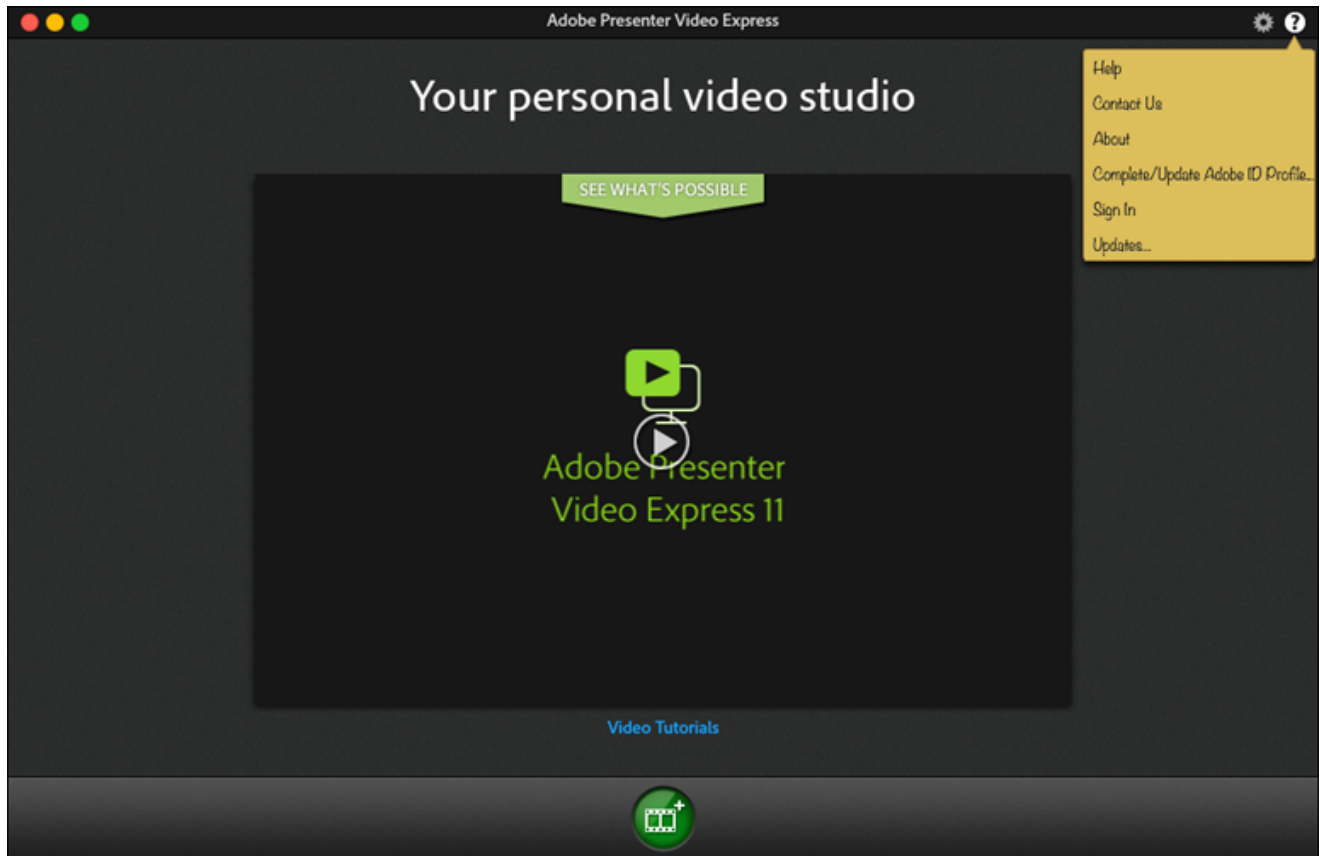 Adobe Presenter Video Express
?
Your personal video studio
Help
Contact Us
About
Complete/Update Adobe ID Profile...
Sign In
Updates...
SEE WHAT'S POSSIBLE
Adobe Presenter
Video Express 11
Video Tutorials